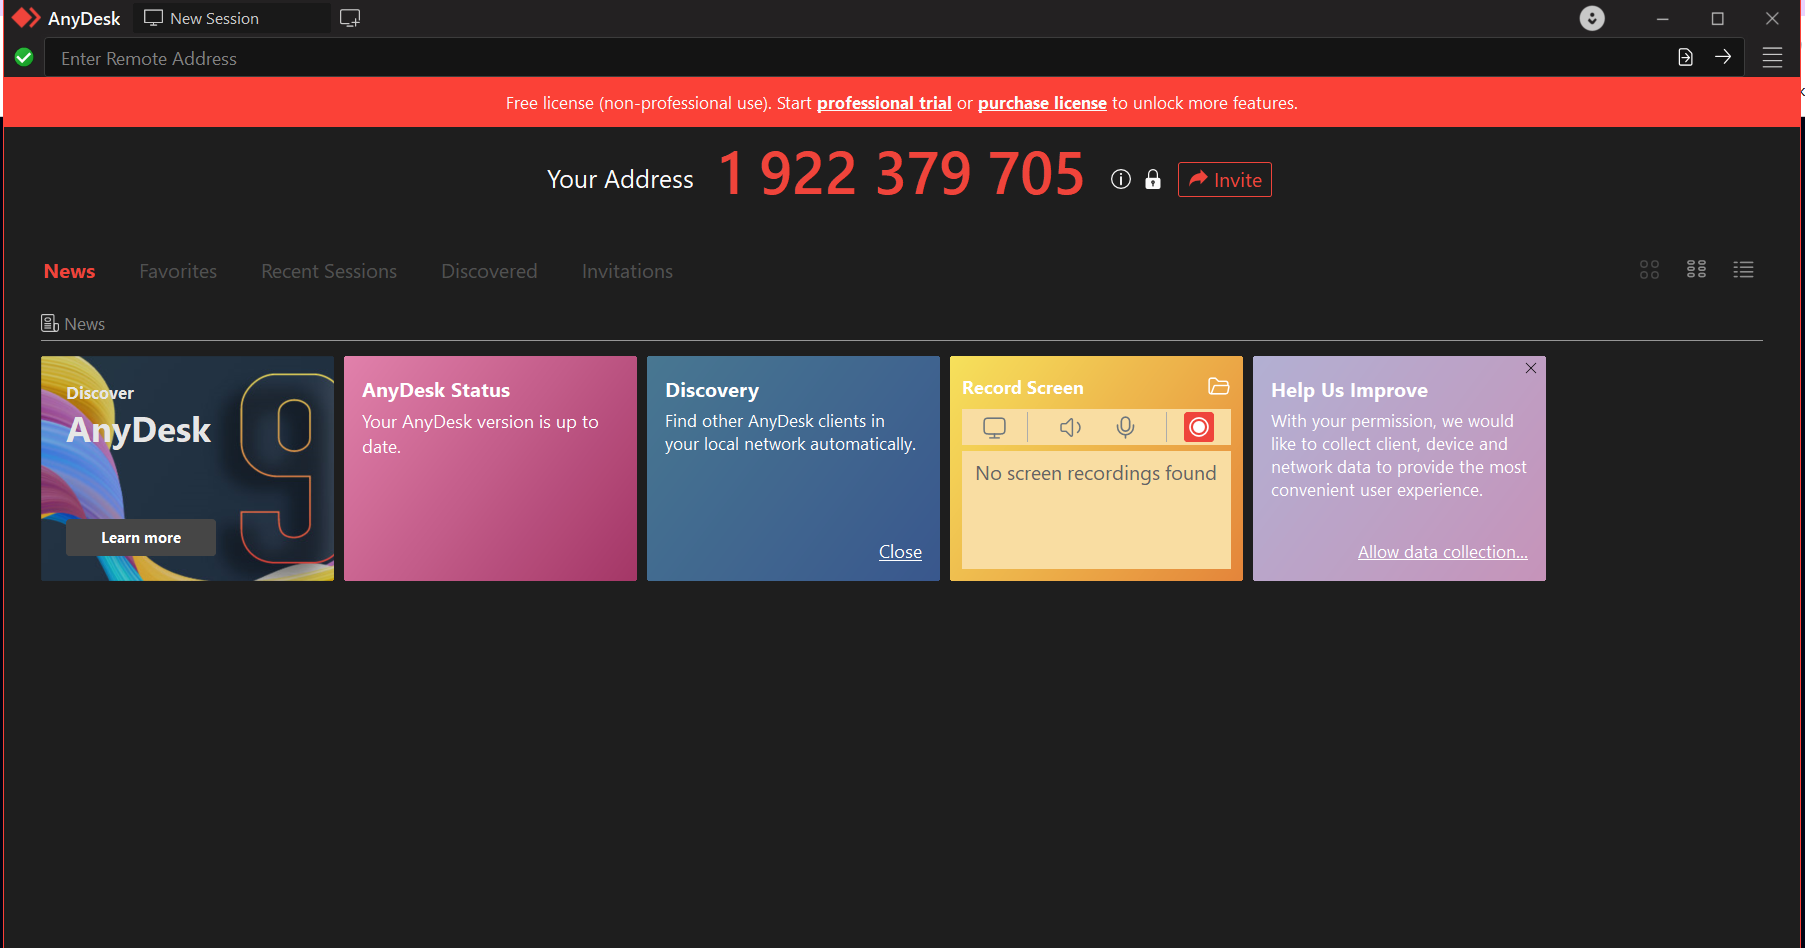 AnyDesk
New Session
Enter Remote Address
Free license (non-professional use). Start professional trial or purchase license to unlock more features.
Your Address 1 922 379 705 Invite
News Favorites Recent Sessions Discovered Invitations
News
Discover
AnyDesk
9
Learn more
AnyDesk Status
Your AnyDesk version is up to
date.
Discovery
Find other AnyDesk clients in
your local network automatically.
Close
Record Screen
No screen recordings found
Help Us Improve
With your permission, we would
like to collect client, device and
network data to provide the most
convenient user experience.
Allow data collection...